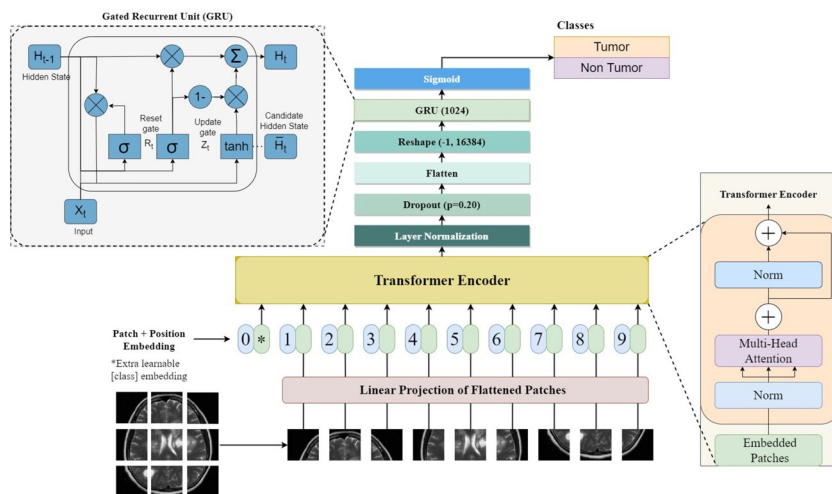 Gated Recurrent Unit (GRU)
H t-1
Hidden State
Σ
H t
1-
Reset
gate
R t
Update
gate
Z t
Candidate
Hidden State
σ
σ
tanh
H̅ t
X t
Input
Classes
Tumor
Non Tumor
Sigmoid
GRU (1024)
Reshape (-1, 16384)
Flatten
Dropout (p=0.20)
Layer Normalization
Transformer Encoder
Patch + Position
Embedding
0 * 1 2 3 4 5 6 7 8 9
*Extra learnable
[class] embedding
Linear Projection of Flattened Patches
Transformer Encoder
+
Norm
+
Multi-Head
Attention
Norm
Embedded
Patches